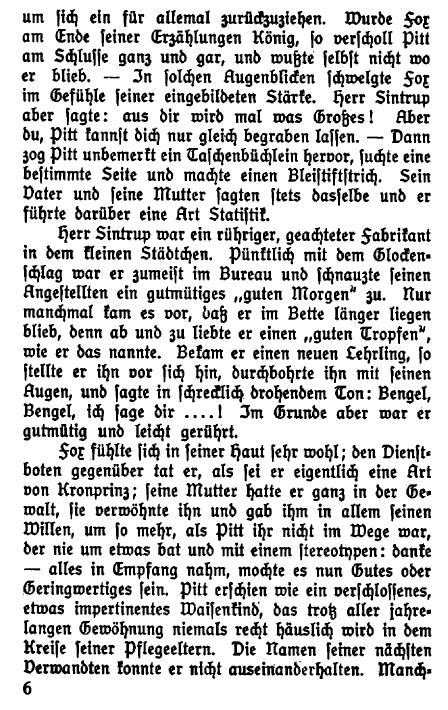 um sich ein für allemal zurückzuziehen. Wurde Fox
am Ende seiner Erzählungen König, so verscholl Pitt
am Schlusse ganz und gar, und wußte selbst nicht wo
er blieb. — In solchen Augenblicken schwelgte Fox
im Gefühle seiner eingebildeten Stärke. Herr Sintrup
aber sagte: aus dir wird mal was Großes! Aber
du, Pitt kannst dich nur gleich begraben lassen. — Dann
zog Pitt unbemerkt ein Taschenbüchlein hervor, suchte eine
bestimmte Seite und machte einen Bleistiftstrich. Sein
Vater und seine Mutter sagten stets dasselbe und er
führte darüber eine Art Statistik.
Herr Sintrup war ein rühriger, geachteter Fabrikant
in dem kleinen Städtchen. Pünktlich mit dem Glocken-
schlag war er zumeist im Bureau und schnauzte seinen
Angestellten ein gutmütiges „guten Morgen“ zu. Nur
manchmal kam es vor, daß er im Bette länger liegen
blieb, denn ab und zu liebte er einen „guten Tropfen“,
wie er das nannte. Bekam er einen neuen Lehrling, so
stellte er ihn vor sich hin, durchbohrte ihn mit seinen
Augen, und sagte in schrecklich drohendem Ton: Bengel,
Bengel, ich sage dir ....! Im Grunde aber war er
gutmütig und leicht gerührt.
Fox fühlte sich in seiner Haut sehr wohl; den Dienst-
boten gegenüber tat er, als sei er eigentlich eine Art
von Kronprinz; seine Mutter hatte er ganz in der Ge-
walt, sie verwöhnte ihn und gab ihm in allem seinen
Willen, um so mehr, als Pitt ihr nicht im Wege war,
der nie um etwas bat und mit einem stereotypen: danke
— alles in Empfang nahm, mochte es nun Gutes oder
Geringwertiges sein. Pitt erschien wie ein verschlossenes,
etwas impertinentes Waisenkind, das trotz aller jahre-
langen Gewöhnung niemals recht häuslich wird in dem
Kreise seiner Pflegeeltern. Die Namen seiner nächsten
Verwandten konnte er nicht auseinanderhalten. Manch-
6